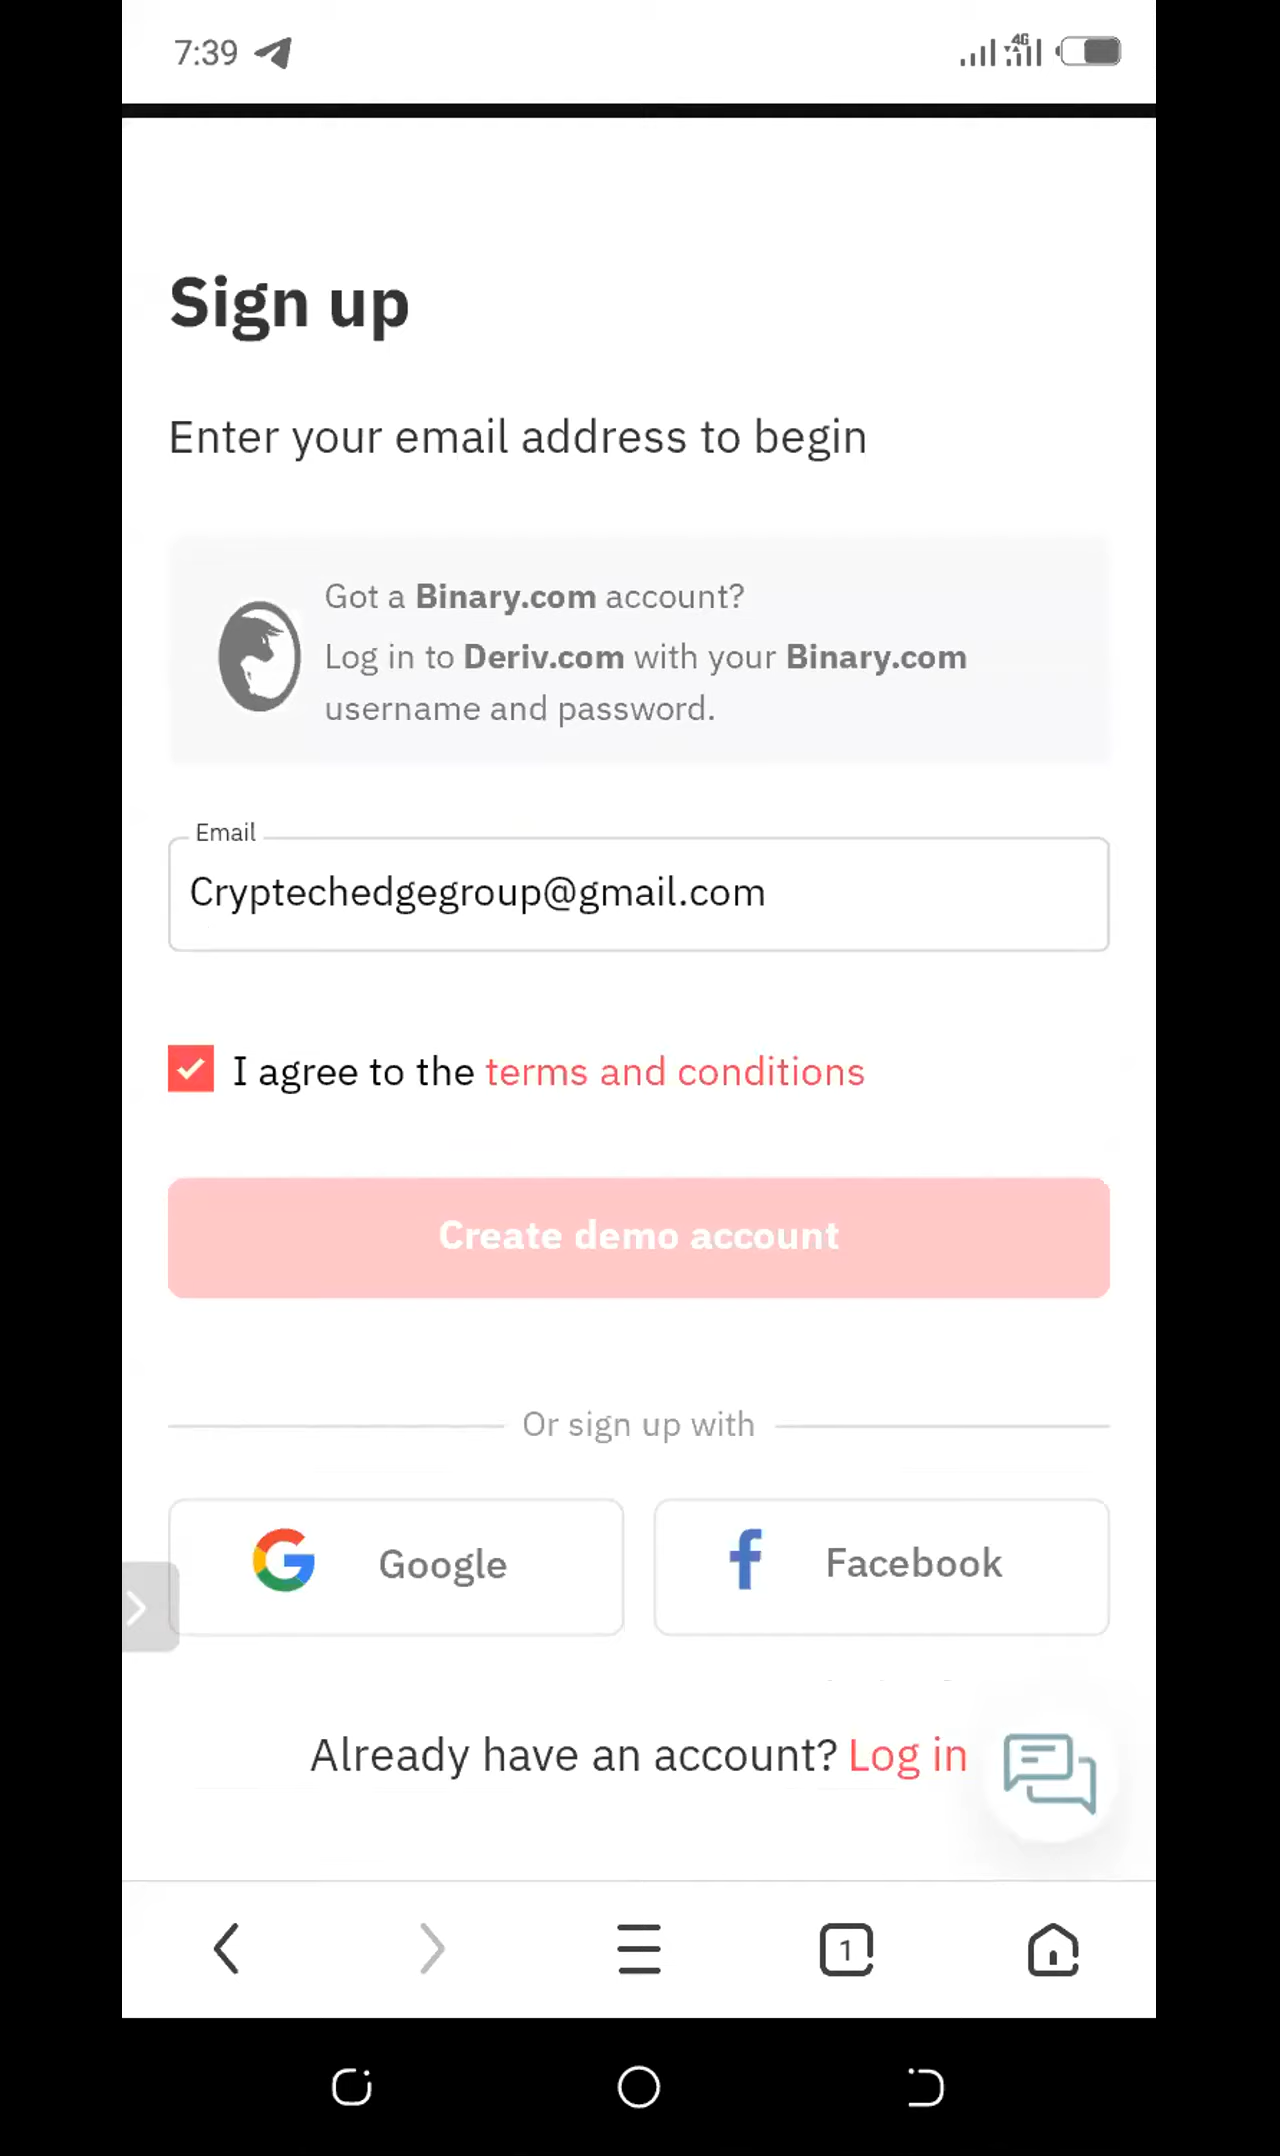 7:39
4G
Sign up
Enter your email address to begin
Got a Binary.com account?
Log in to Deriv.com with your Binary.com
username and password.
Email
Cryptechedgegroup@gmail.com
I agree to the terms and conditions
Create demo account
Or sign up with
Google
Facebook
Already have an account? Log in
1